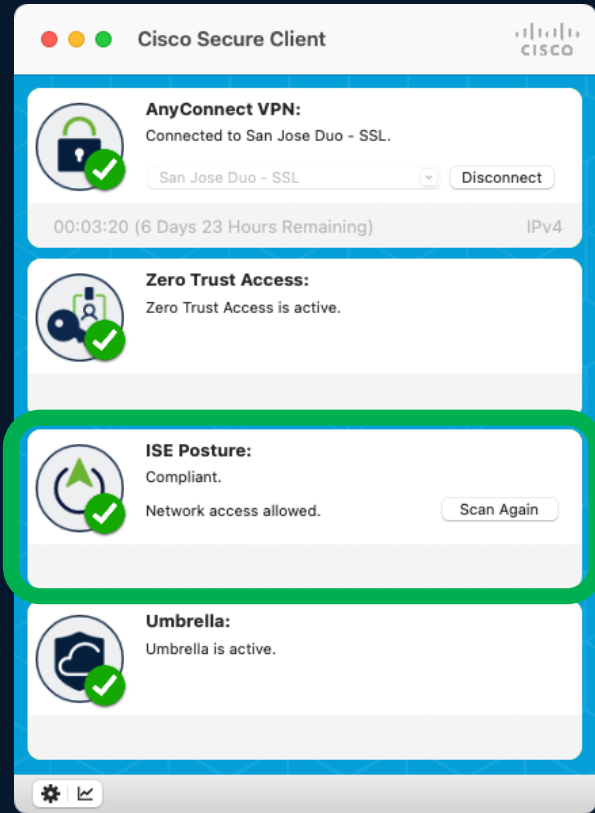 Cisco Secure Client
CISCO
AnyConnect VPN:
Connected to San Jose Duo - SSL.
San Jose Duo - SSL
Disconnect
00:03:20 (6 Days 23 Hours Remaining)
IPv4
Zero Trust Access:
Zero Trust Access is active.
ISE Posture:
Compliant.
Network access allowed.
Scan Again
Umbrella:
Umbrella is active.